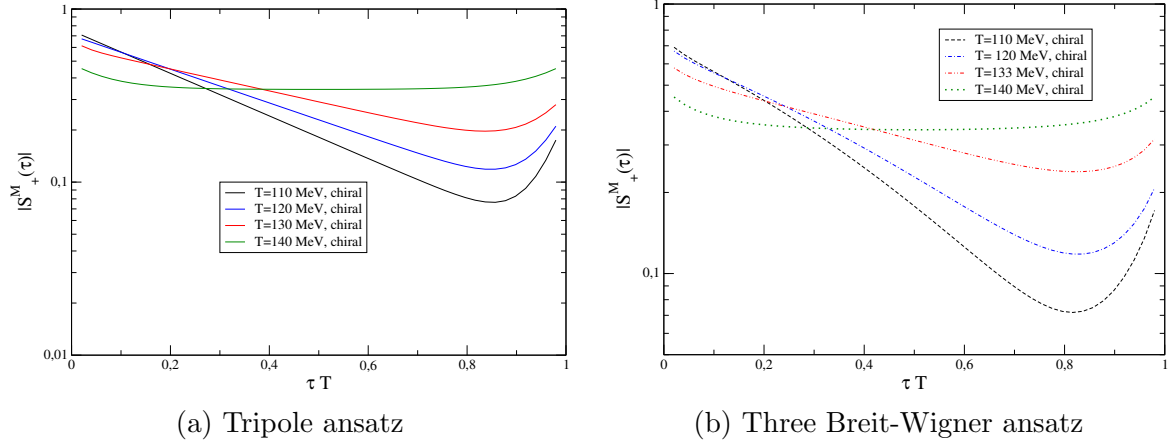 1
0,1
0,01
|S^M_+(τ)|
T=110 MeV, chiral
T=120 MeV, chiral
T=130 MeV, chiral
T=140 MeV, chiral
0 0,2 0,4 0,6 0,8 1
τ T
(a) Tripole ansatz
1
0,1
|S^M_+(τ)|
T=110 MeV, chiral
T= 120 MeV, chiral
T=133 MeV, chiral
T=140 MeV, chiral
0 0,2 0,4 0,6 0,8 1
τ T
(b) Three Breit-Wigner ansatz